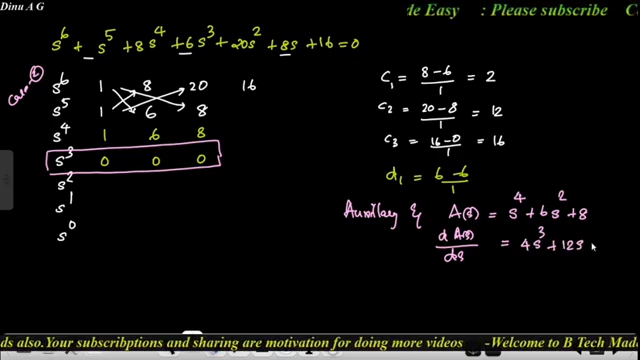 Dinu A G
de Easy : Please subscribe C
s^6 + s^5 + 8s^4 + 6s^3 + 20s^2 + 8s + 16 = 0
s^6 1 8 20 16
s^5 1 6 8
s^4 1 6 8
s^3 0 0 0
s^2
s^1
s^0
C1 = 8-6/1 = 2
C2 = 20-8/1 = 12
C3 = 16-0/1 = 16
d1 = 6-6/1
Auxiliary A(s) = s^4 + 6s^2 + 8
dA(s)/ds = 4s^3 + 12s
ds also.Your subscribptions and sharing are motivation for doing more videos -Welcome to B Tech Mad